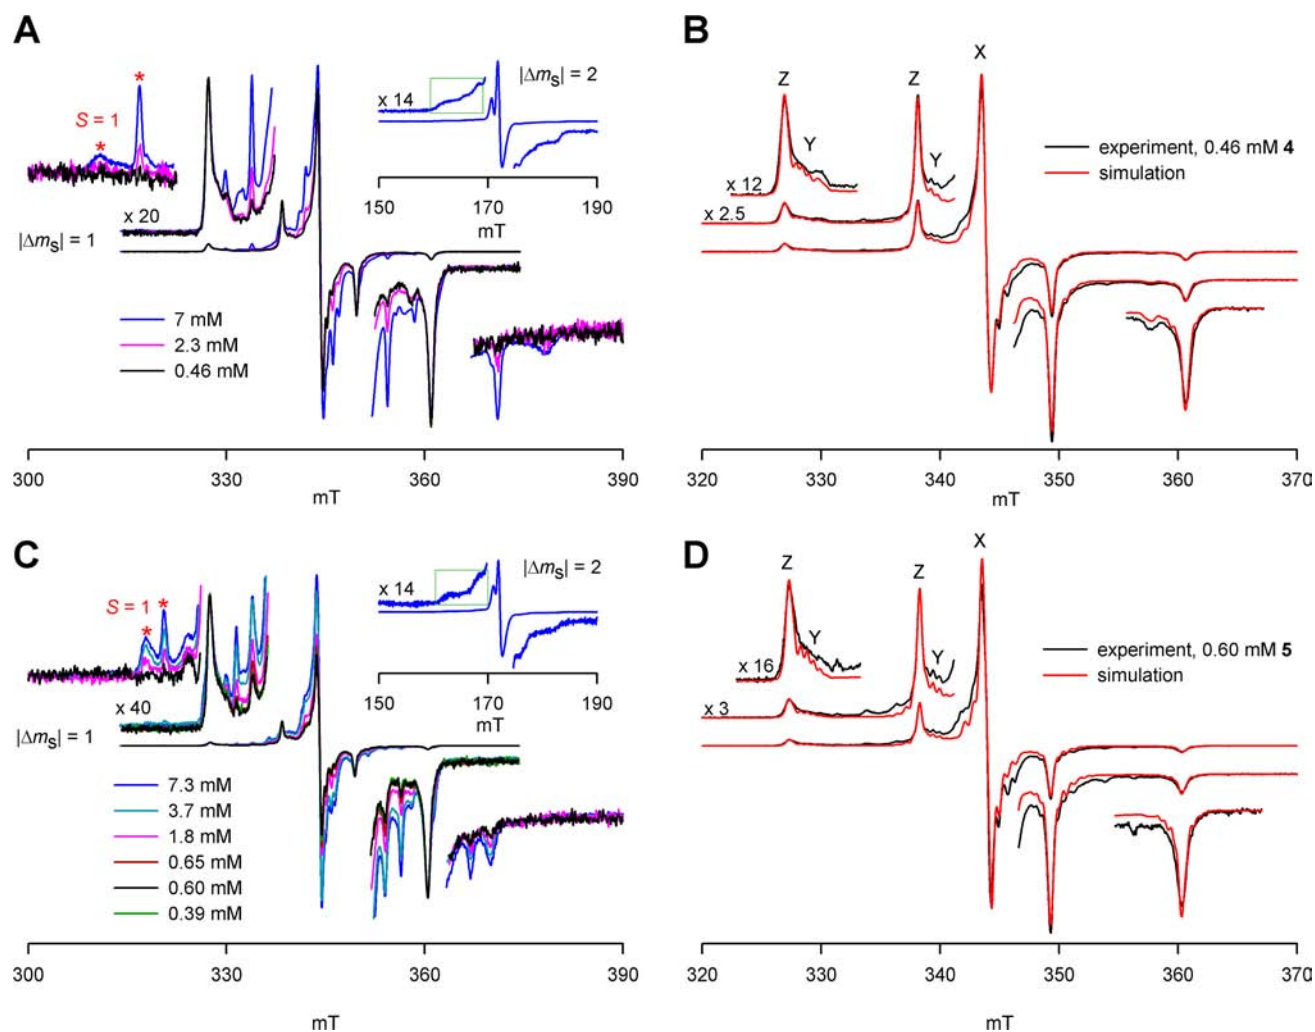 A
S = 1
*
*
x 20
|Δms| = 1
x 14
|Δms| = 2
150 170 190
mT
7 mM
2.3 mM
0.46 mM
300 330 360 390
mT
B
Z
Y
Z
Y
X
x 12
x 2.5
experiment, 0.46 mM 4
simulation
320 330 340 350 360 370
mT
C
S = 1
*
*
x 40
|Δms| = 1
x 14
|Δms| = 2
150 170 190
mT
7.3 mM
3.7 mM
1.8 mM
0.65 mM
0.60 mM
0.39 mM
300 330 360 390
mT
D
Z
Y
Z
Y
X
x 16
x 3
experiment, 0.60 mM 5
simulation
320 330 340 350 360 370
mT